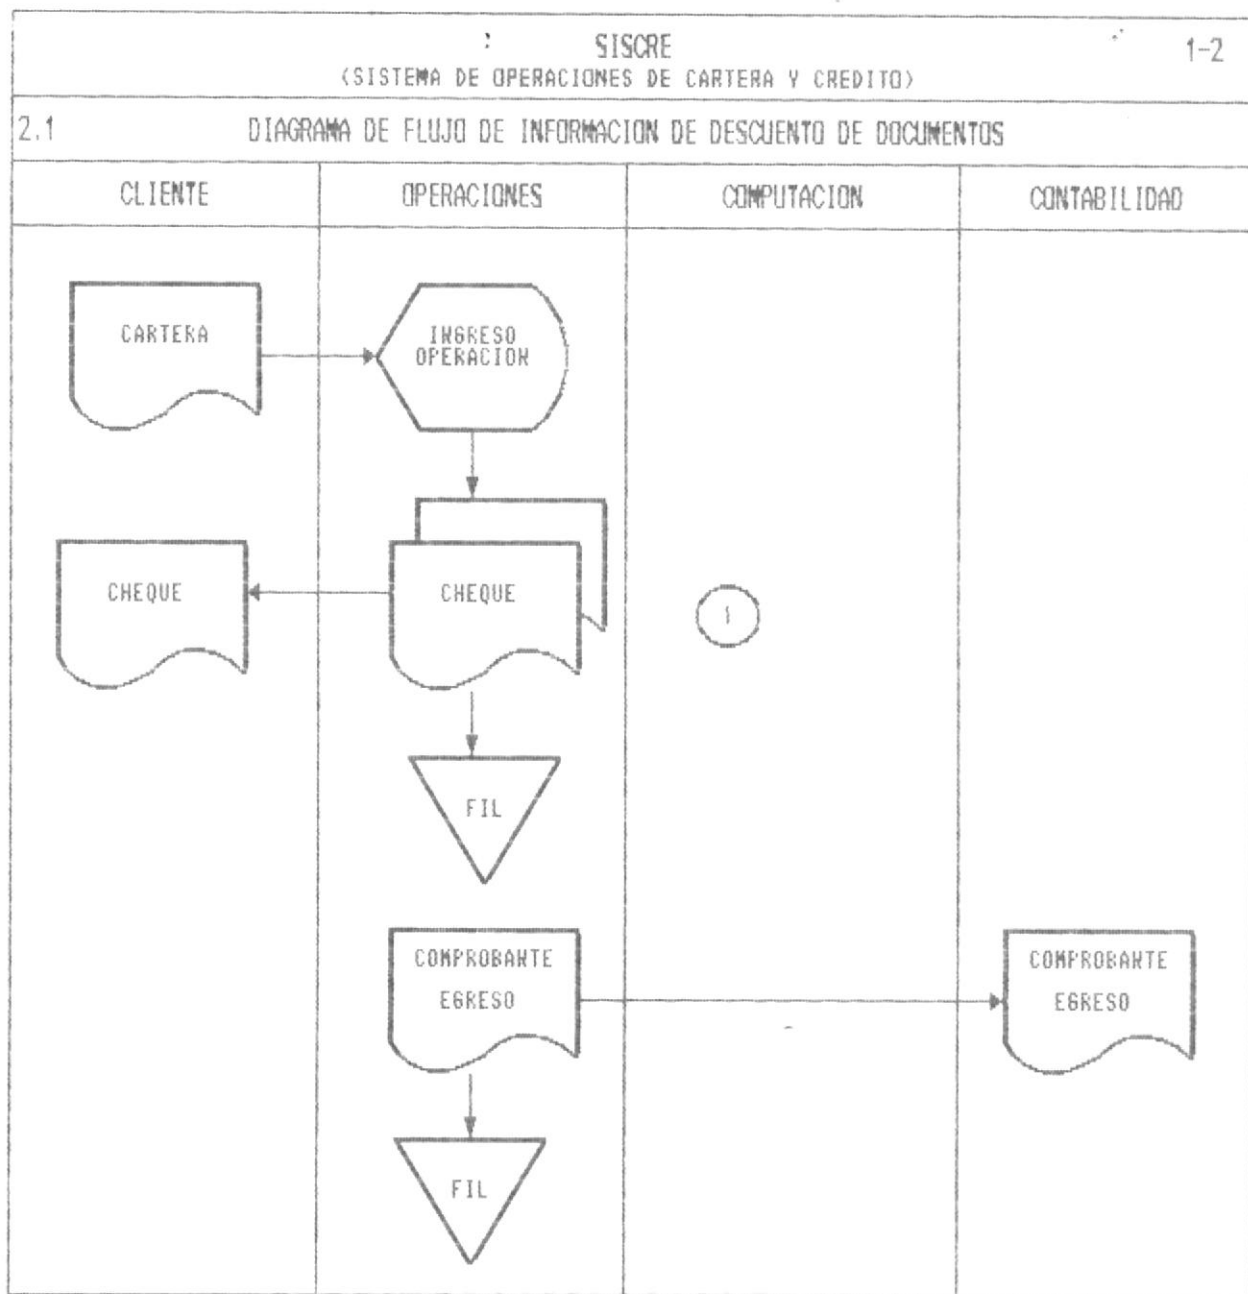 SISCRE
1-2
(SISTEMA DE OPERACIONES DE CARTERA Y CREDITO)
2.1 DIAGRAMA DE FLUJO DE INFORMACION DE DESCUENTO DE DOCUMENTOS
CLIENTE OPERACIONES COMPUTACION CONTABILIDAD
CARTERA
INGRESO
OPERACION
CHEQUE
CHEQUE
1
FIL
COMPROBANTE
EGRESO
COMPROBANTE
EGRESO
FIL